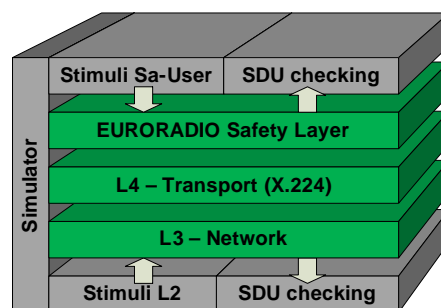 Stimuli Sa-User
SDU checking
EURORADIO Safety Layer
L4 – Transport (X.224)
L3 – Network
Stimuli L2
SDU checking
Simulator